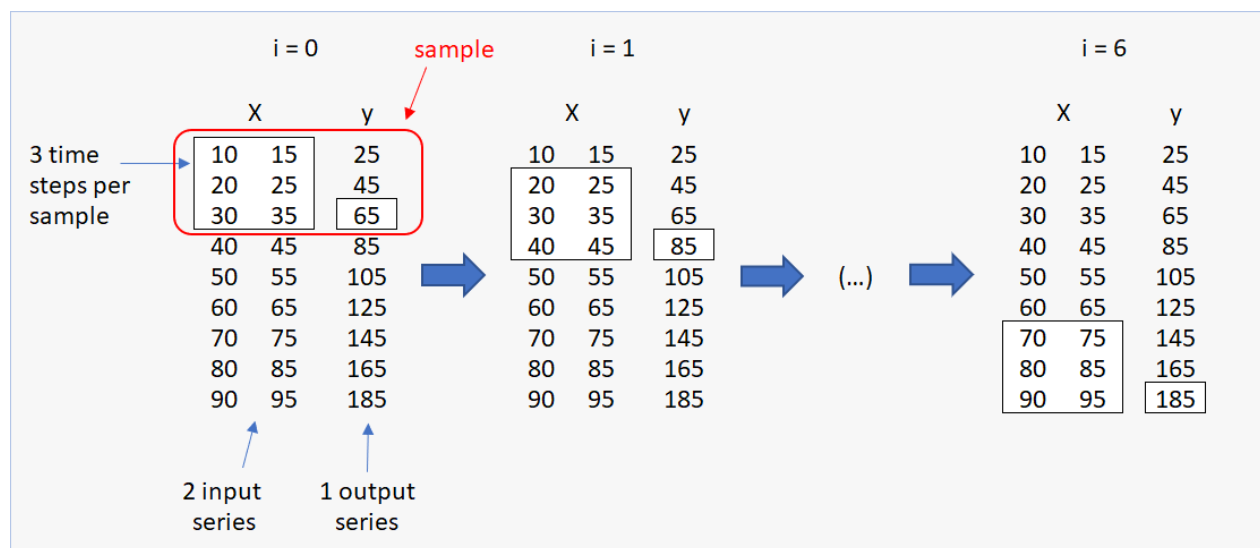 i = 0 sample i = 1 i = 6
X y X y X y
3 time 10 15 25 10 15 25 10 15 25
steps per 20 25 45 20 25 45 20 25 45
sample 30 35 65 30 35 65 30 35 65
40 45 85 40 45 85 40 45 85
50 55 105 50 55 105 (...) 50 55 105
60 65 125 60 65 125 60 65 125
70 75 145 70 75 145 70 75 145
80 85 165 80 85 165 80 85 165
90 95 185 90 95 185 90 95 185
2 input 1 output
series series